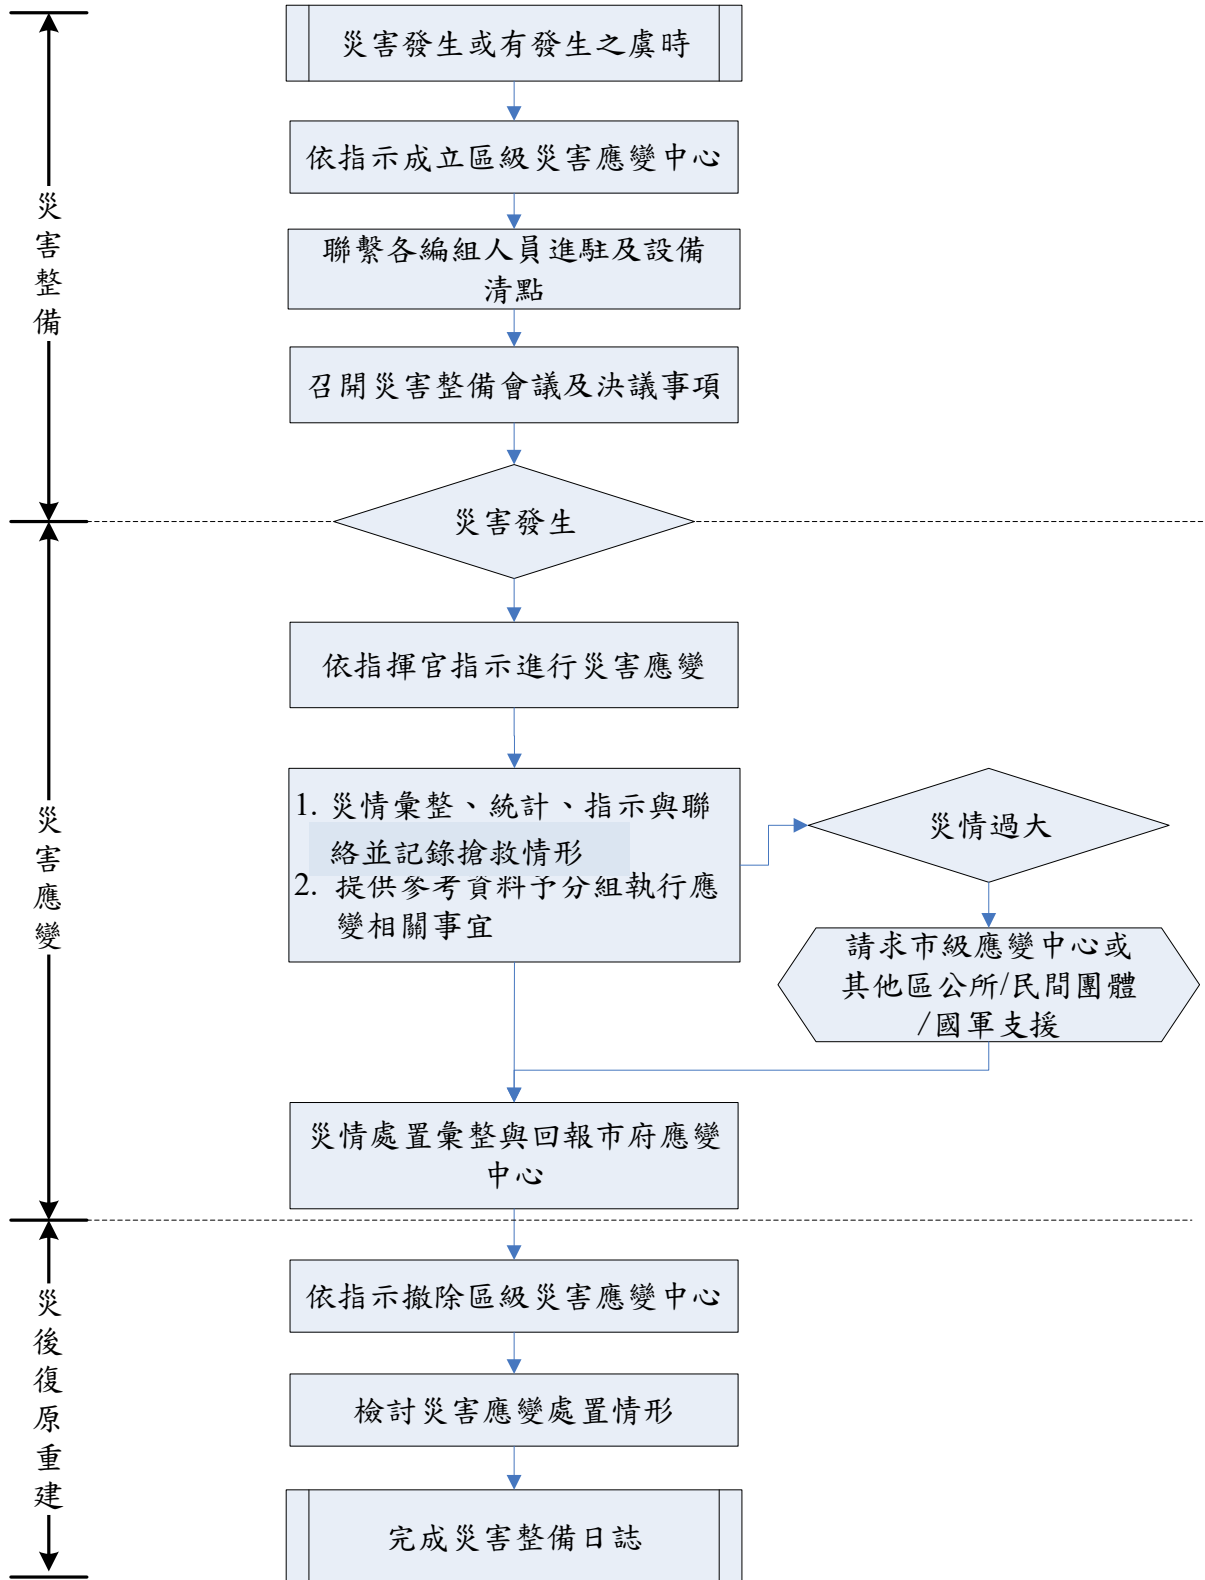 災害發生或有發生之虞時
依指示成立區級災害應變中心
聯繫各編組人員進駐及設備
清點
召開災害整備會議及決議事項
災害整備
災害發生
依指揮官指示進行災害應變
1. 災情彙整、統計、指示與聯
絡並記錄搶救情形
2. 提供參考資料予分組執行應
變相關事宜
災情過大
請求市級應變中心或
其他區公所/民間團體
/國軍支援
災害應變
災情處置彙整與回報市府應變
中心
依指示撤除區級災害應變中心
檢討災害應變處置情形
災後復原重建
完成災害整備日誌